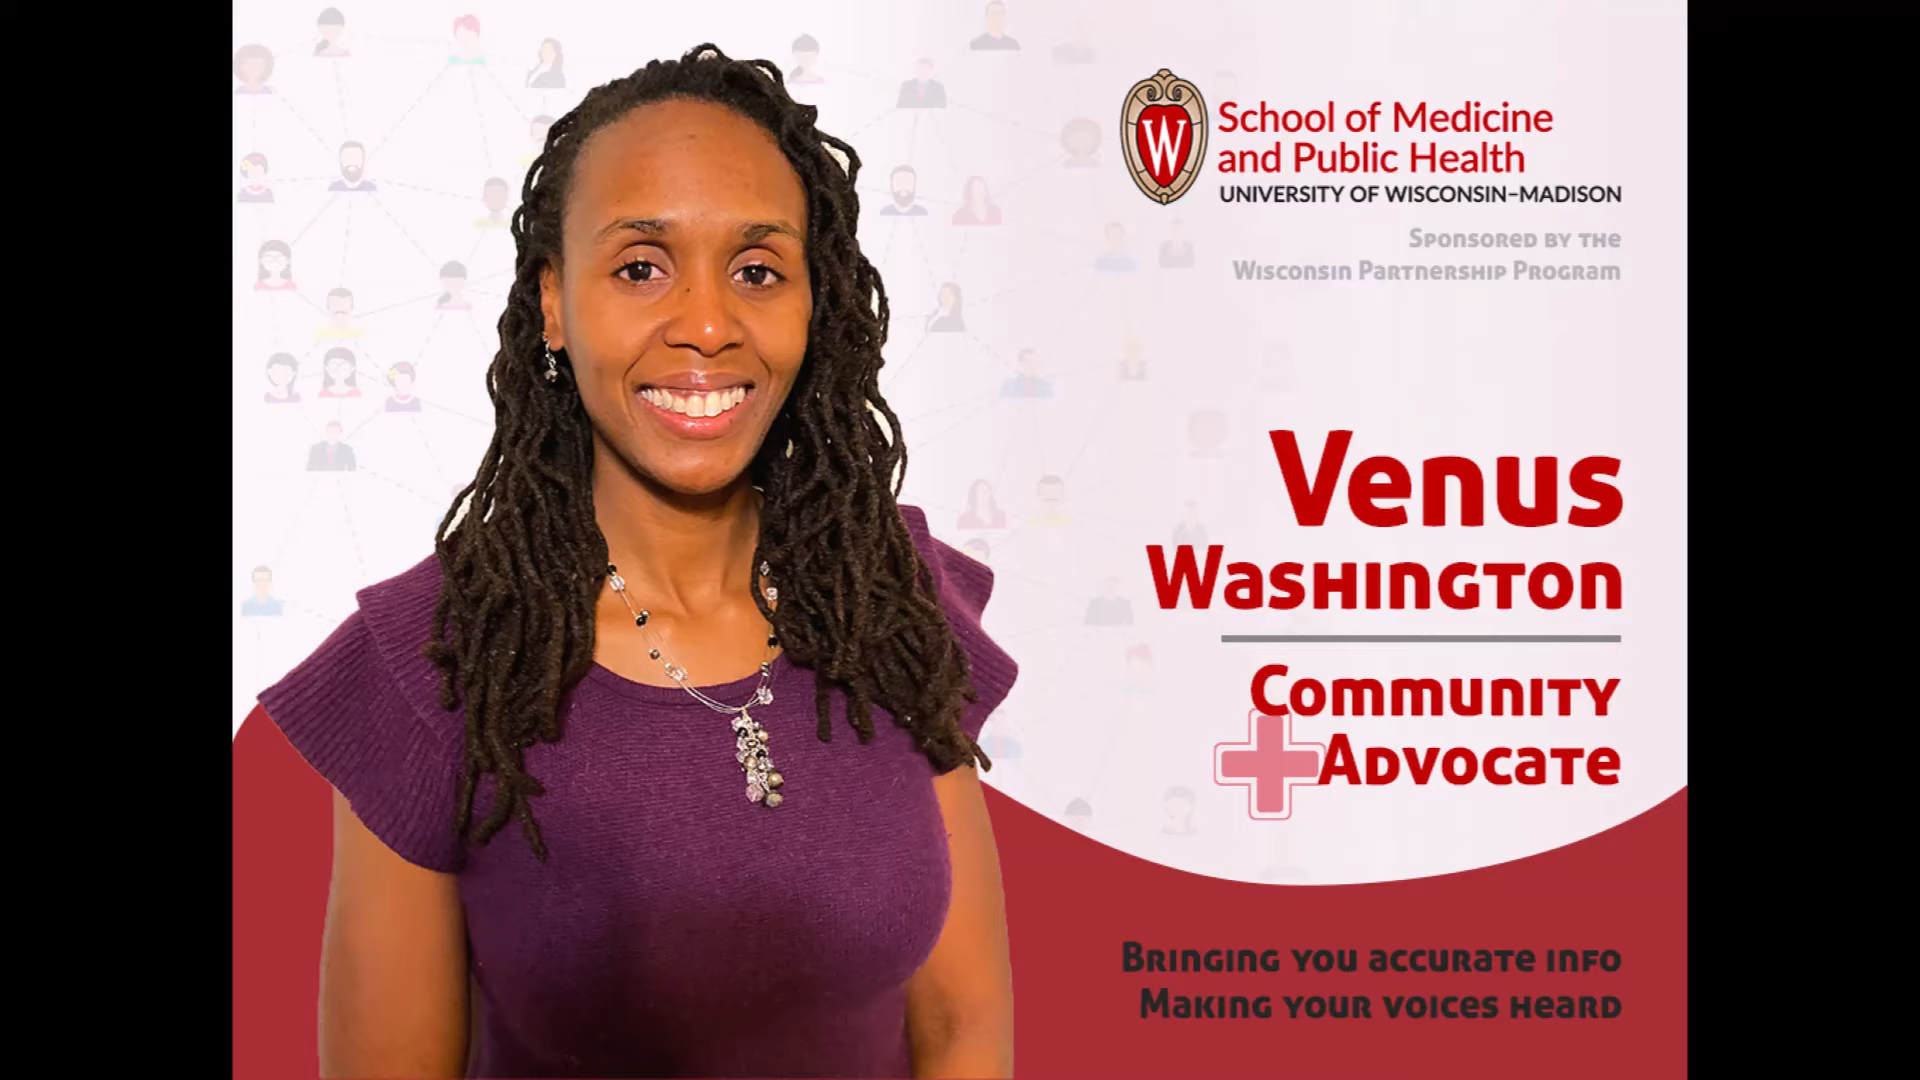 W
School of Medicine
and Public Health
UNIVERSITY OF WISCONSIN–MADISON
Sponsored by the
Wisconsin Partnership Program
Venus
Washington
Community
Advocate
Bringing you accurate info
Making your voices heard